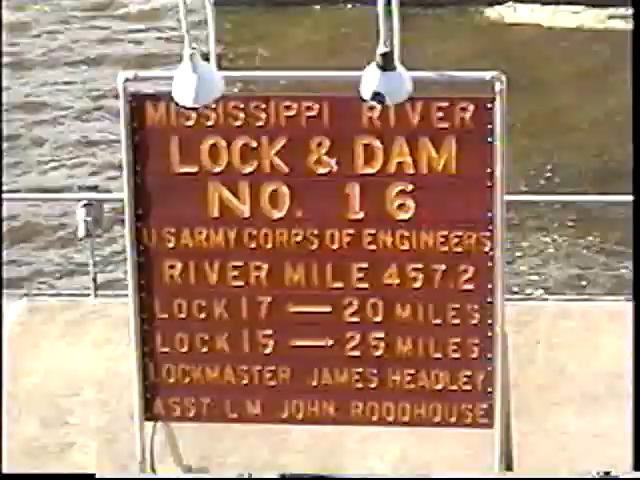 MISSISSIPPI RIVER
LOCK & DAM
NO. 16
U S ARMY CORPS OF ENGINEERS
RIVER MILE 457.2
LOCK 17 — 20 MILES
LOCK 15 — 25 MILES
LOCKMASTER JAMES HEADLEY
ASST. L.M. JOHN ROODHOUSE